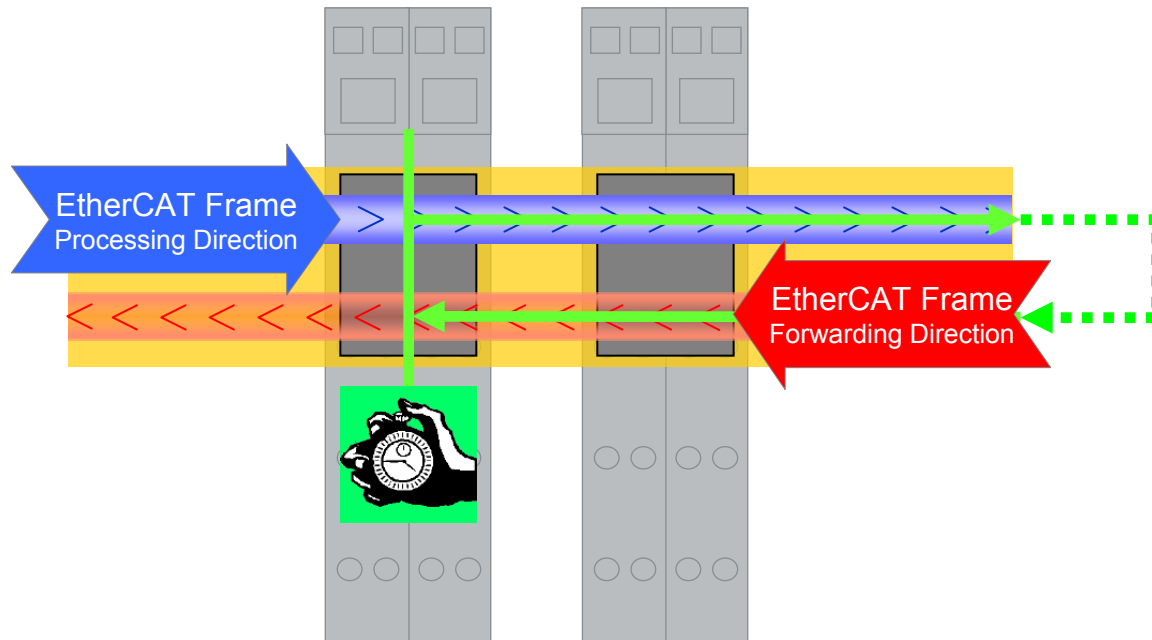 EtherCAT Frame
Processing Direction
EtherCAT Frame
Forwarding Direction